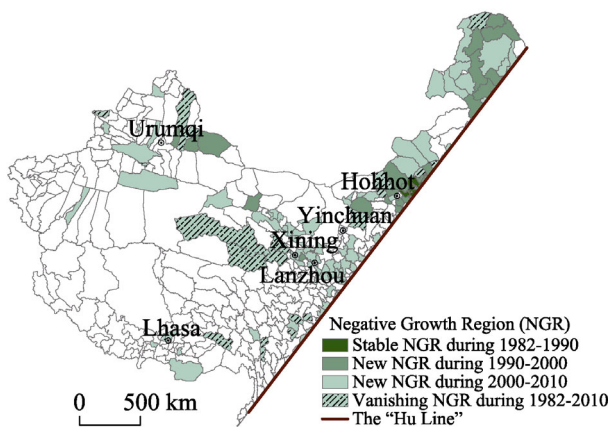 Urumqi
Hohhot
Yinchuan
Xining
Lanzhou
Lhasa
Negative Growth Region (NGR)
Stable NGR during 1982-1990
New NGR during 1990-2000
New NGR during 2000-2010
Vanishing NGR during 1982-2010
The “Hu Line”
0 500 km